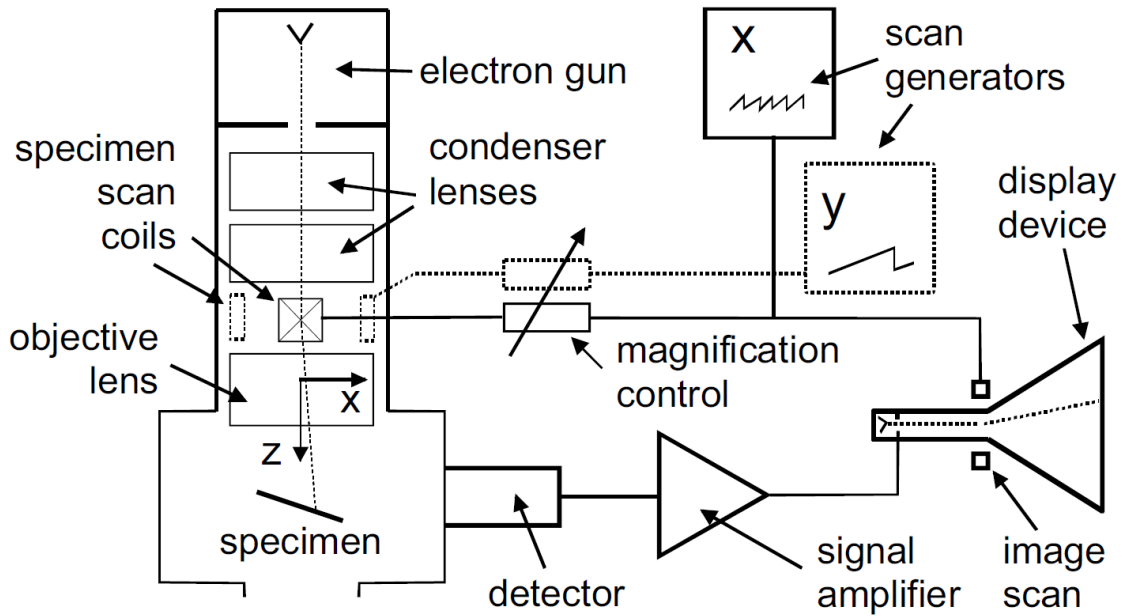 electron gun
specimen
scan
coils
condenser
lenses
X
scan
generators
y
display
device
objective
lens
magnification
control
x
z
specimen
detector
signal
amplifier
image
scan